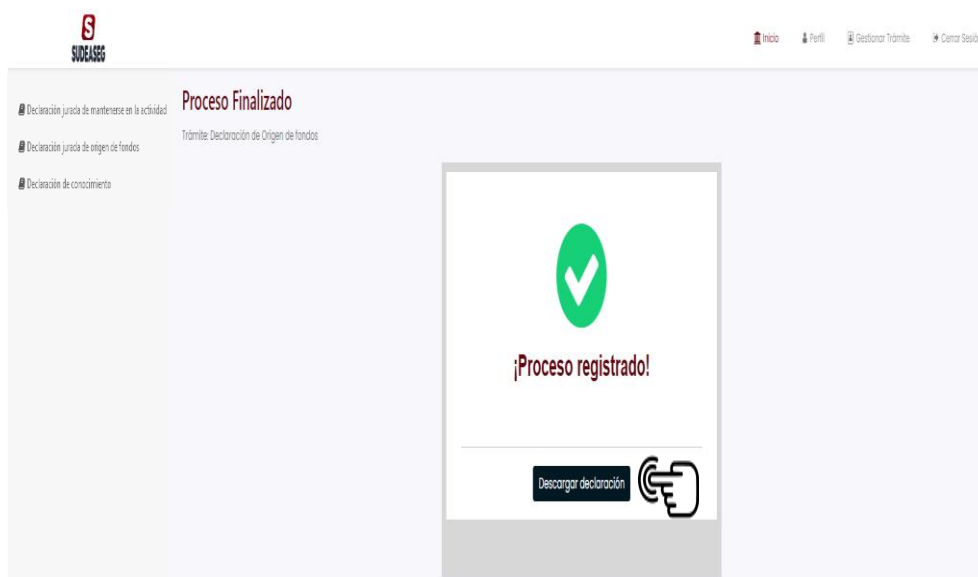 S
SUDEASEG
Inicio
Perfil
Gestionar Trámite
Cerrar Sesió
Declaración jurada de mantenerse en la actividad
Declaración jurada de origen de fondos
Declaración de conocimiento
Proceso Finalizado
Trámite: Declaración de Origen de fondos
¡Proceso registrado!
Descargar declaración